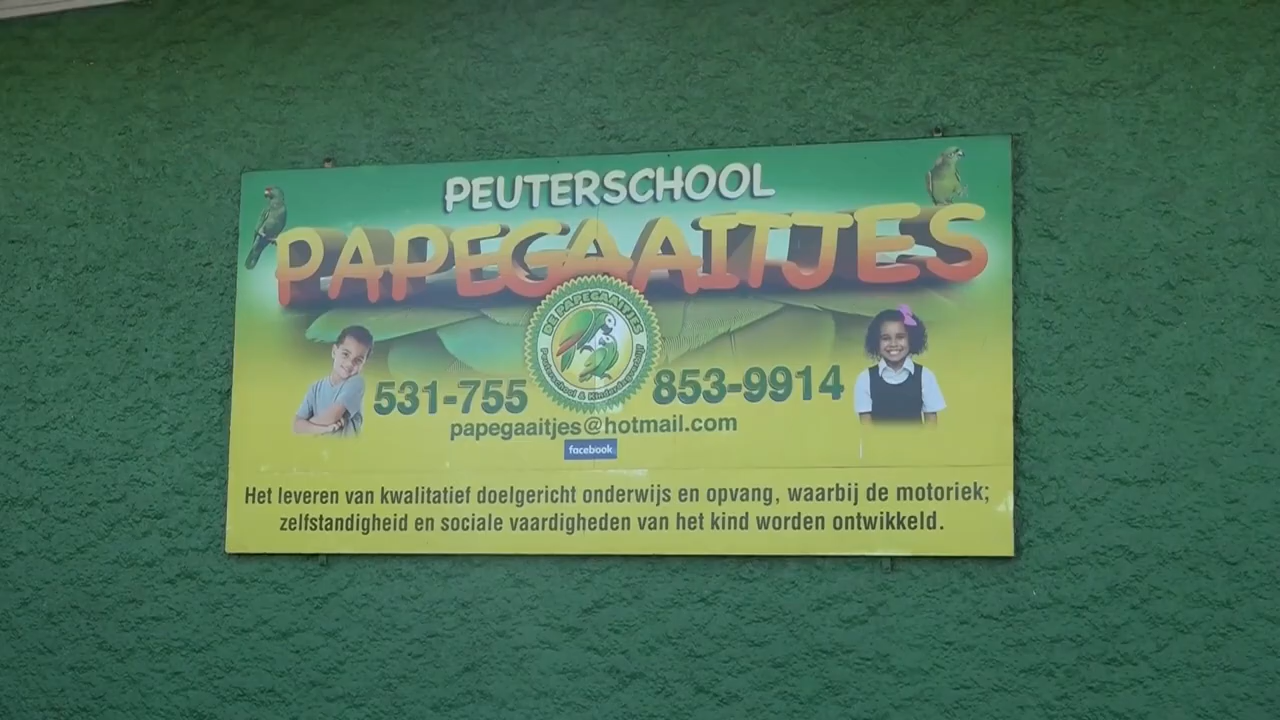 PEUTERSCHOOL
PAPEGAAITJES
DE PAPEGAAITJES
531-755
853-9914
papegaaitjes@hotmail.com
facebook
Het leveren van kwalitatief doelgericht onderwijs en opvang, waarbij de motoriek;
zelfstandigheid en sociale vaardigheden van het kind worden ontwikkeld.